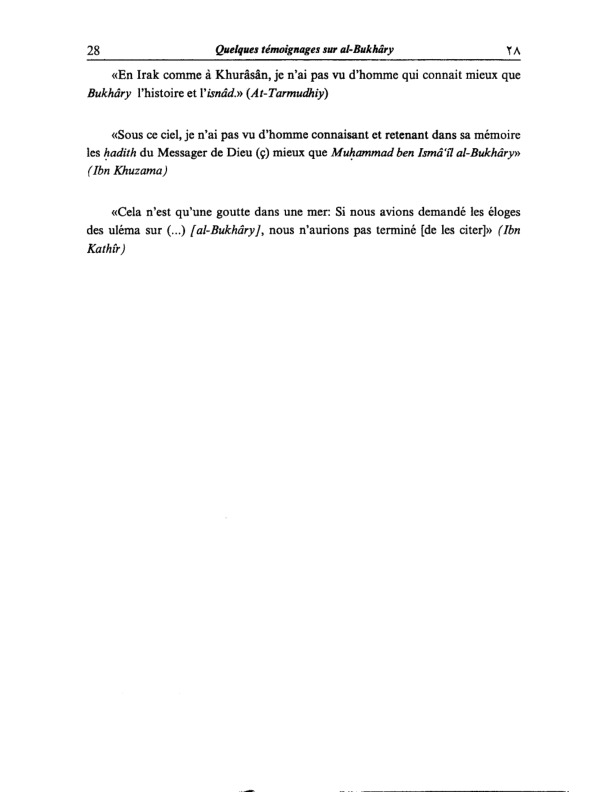 28 Quelques témoignages sur al-Bukhâry ٢٨
«En Irak comme à Khurâsân, je n'ai pas vu d'homme qui connait mieux que
Bukhâry l'histoire et l'isnâd.» (At-Tarmudhiy)
«Sous ce ciel, je n'ai pas vu d'homme connaisant et retenant dans sa mémoire
les ḥadith du Messager de Dieu (ç) mieux que Muḥammad ben Ismâ'îl al-Bukhâry»
(Ibn Khuzama)
«Cela n'est qu'une goutte dans une mer: Si nous avions demandé les éloges
des uléma sur (...) [al-Bukhâry], nous n'aurions pas terminé [de les citer]» (Ibn
Kathîr)